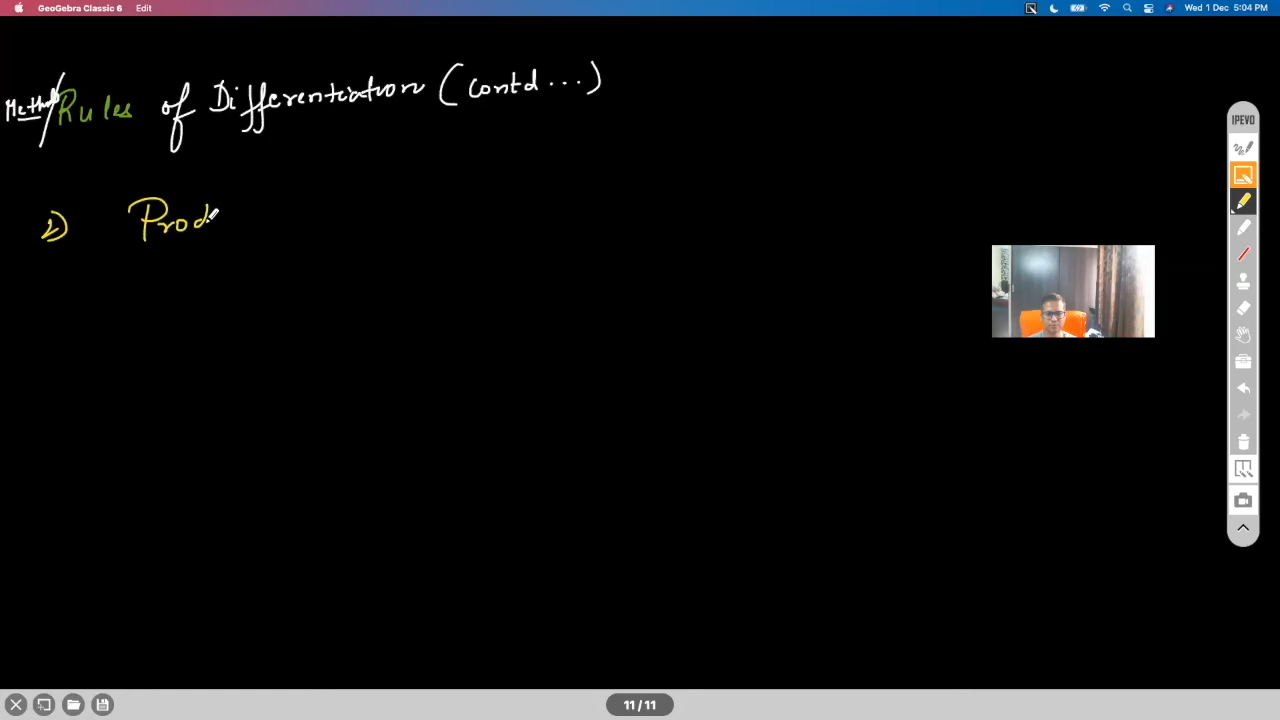 GeoGebra Classic 6 Edit Wed 1 Dec 5:04 PM
Methods/Rules of Differentiation (contd...)
2) Prod
IPEVO
11/11